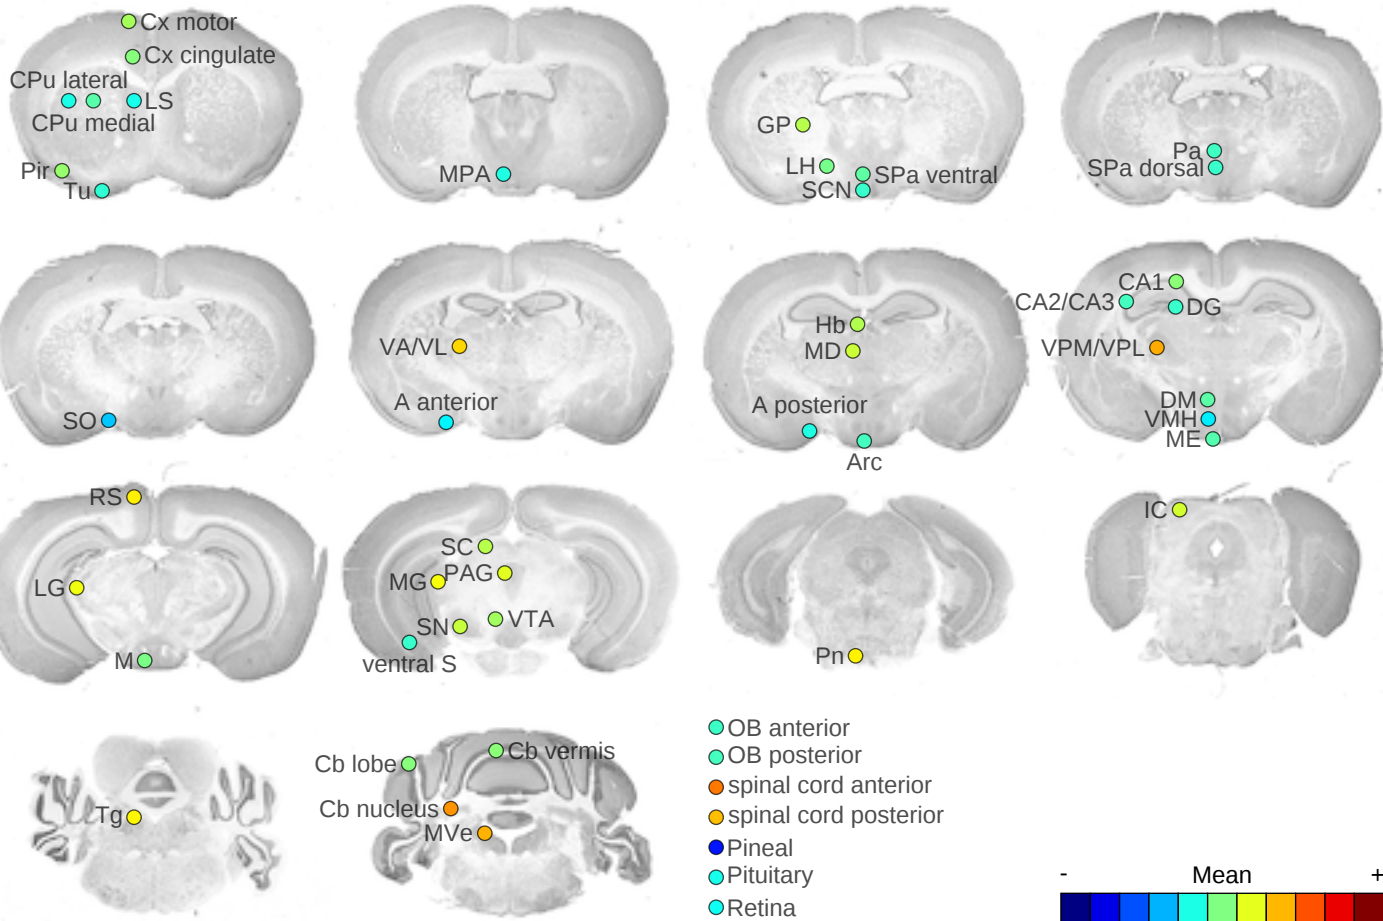 Cx motor
Cx cingulate
CPu lateral
LS
CPu medial
Pir
Tu
MPA
GP
LH
SPa ventral
SCN
Pa
SPa dorsal
SO
VA/VL
A anterior
Hb
MD
A posterior
Arc
CA1
CA2/CA3
DG
VPM/VPL
DM
VMH
ME
RS
LG
M
SC
MG
PAG
SN
VTA
ventral S
Pn
IC
Tg
Cb lobe
Cb vermis
Cb nucleus
MVe
OB anterior
OB posterior
spinal cord anterior
spinal cord posterior
Pineal
Pituitary
Retina
- Mean +